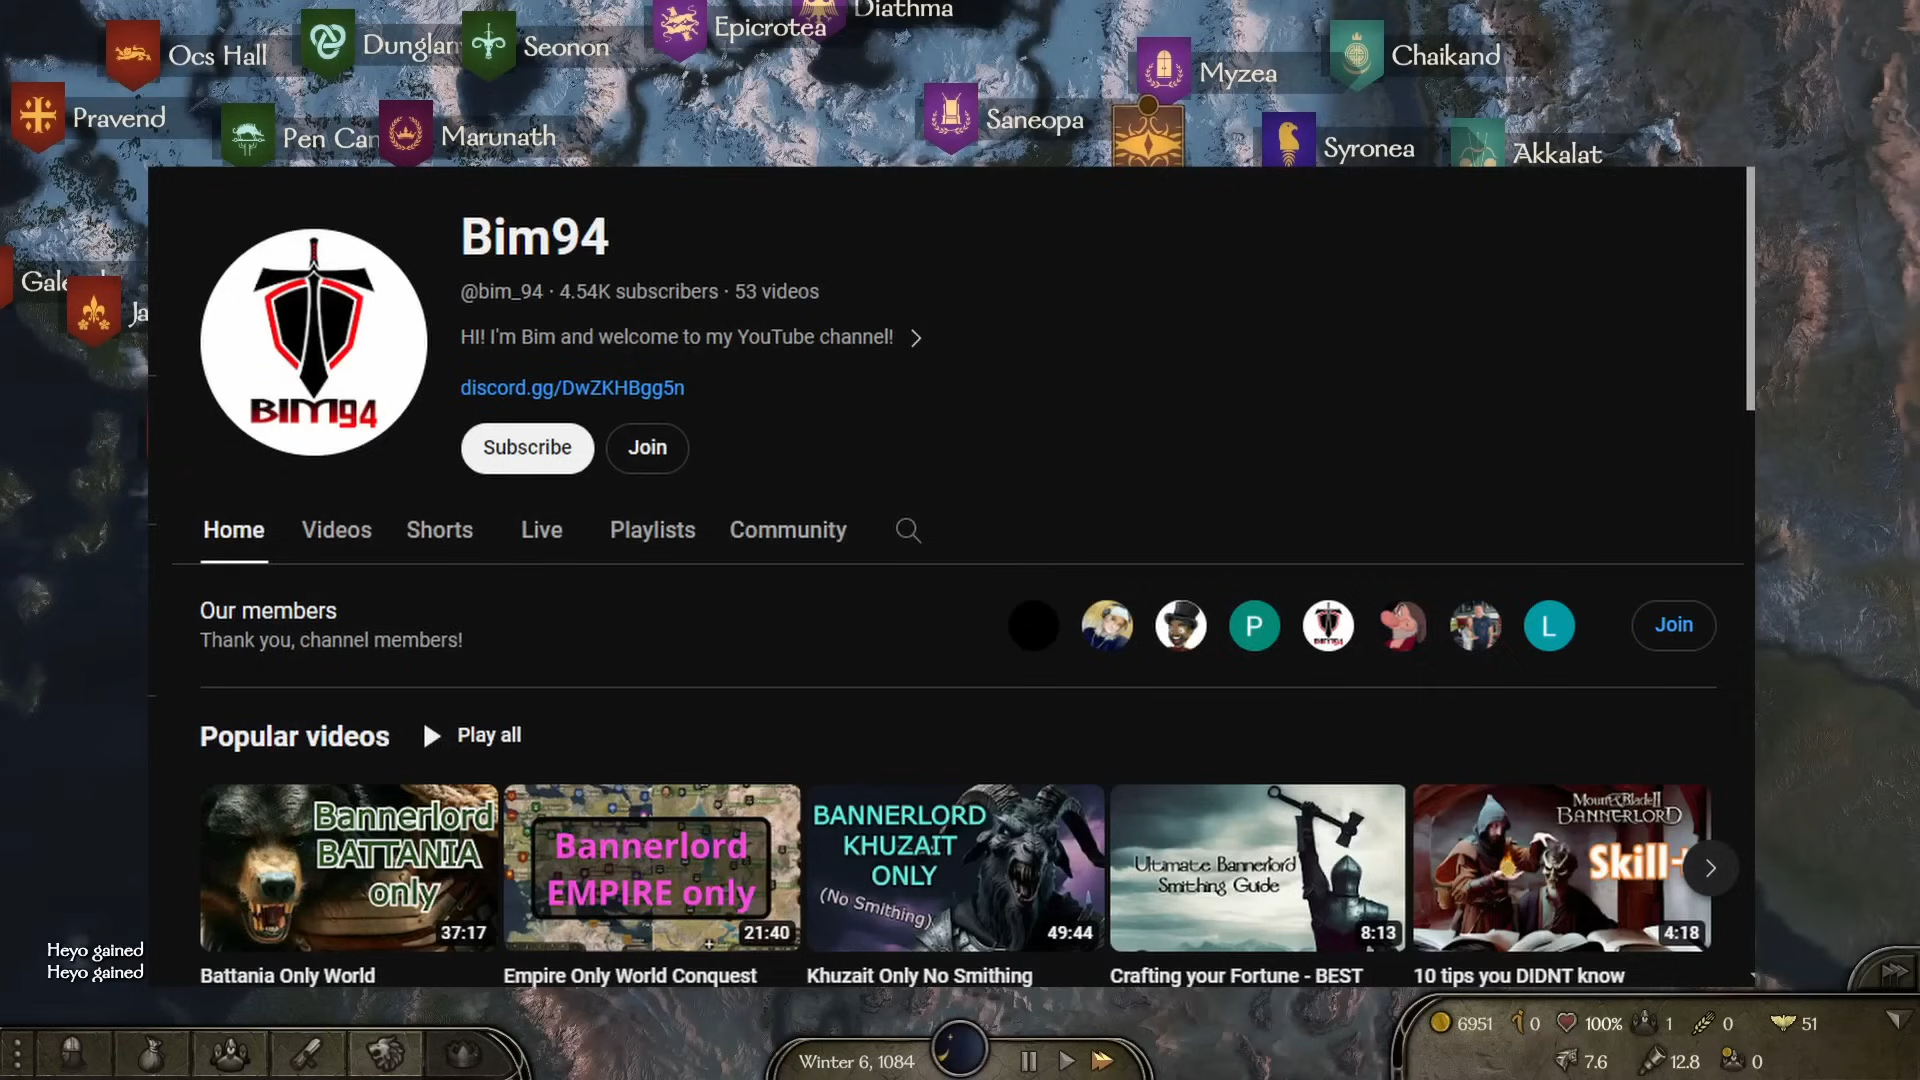 Diathma
Epicrotea
Ocs Hall
Dunglan
Seonon
Myzea
Chaikand
Pravend
Pen Can
Marunath
Saneopa
Syronea
Akkalat
Bim94
@bim_94 · 4.54K subscribers · 53 videos
HI! I'm Bim and welcome to my YouTube channel!
discord.gg/DwZKHBgg5n
BIM94
Subscribe
Join
Home Videos Shorts Live Playlists Community
Our members
Thank you, channel members!
P
L
Join
Popular videos
Play all
Bannerlord
BATTANIA
only
37:17
Bannerlord
EMPIRE only
21:40
BANNERLORD
KHUZAIT
ONLY
(No Smithing)
49:44
Ultimate Bannerlord
Smithing Guide
8:13
Mount & Blade II
BANNERLORD
Skill
4:18
Battania Only World
Empire Only World Conquest
Khuzait Only No Smithing
Crafting your Fortune - BEST
10 tips you DIDNT know
Heyo gained
Heyo gained
Winter 6, 1084
6951 0 100% 1 0 51
7.6 12.8 0